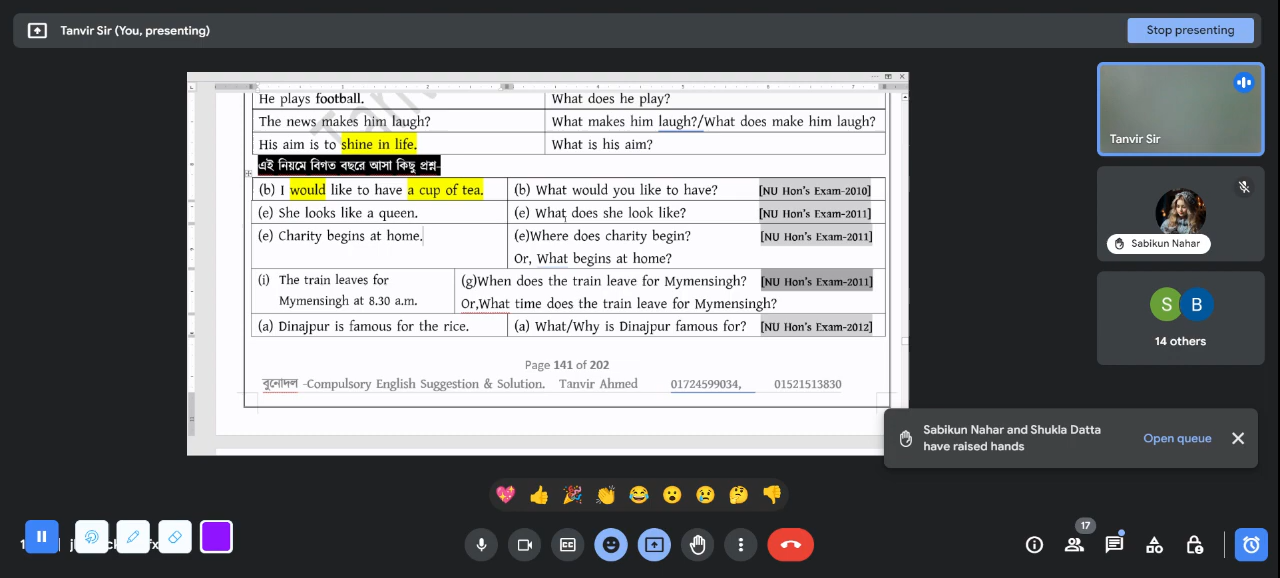 Tanvir Sir (You, presenting)
Stop presenting
He plays football. What does he play?
The news makes him laugh? What makes him laugh?/What does make him laugh?
His aim is to shine in life. What is his aim?
এই নিয়মে বিগত বছরে আসা কিছু প্রশ্ন-
(b) I would like to have a cup of tea. (b) What would you like to have? [NU Hon's Exam-2010]
(e) She looks like a queen. (e) What does she look like? [NU Hon's Exam-2011]
(e) Charity begins at home. (e)Where does charity begin? [NU Hon's Exam-2011]
Or, What begins at home?
(i) The train leaves for (g)When does the train leave for Mymensingh? [NU Hon's Exam-2011]
Mymensingh at 8.30 a.m. Or,What time does the train leave for Mymensingh?
(a) Dinajpur is famous for the rice. (a) What/Why is Dinajpur famous for? [NU Hon's Exam-2012]
Page 141 of 202
বুনোদল -Compulsory English Suggestion & Solution. Tanvir Ahmed 01724599034, 01521513830
Tanvir Sir
Sabikun Nahar
S B
14 others
Sabikun Nahar and Shukla Datta
have raised hands
Open queue
17